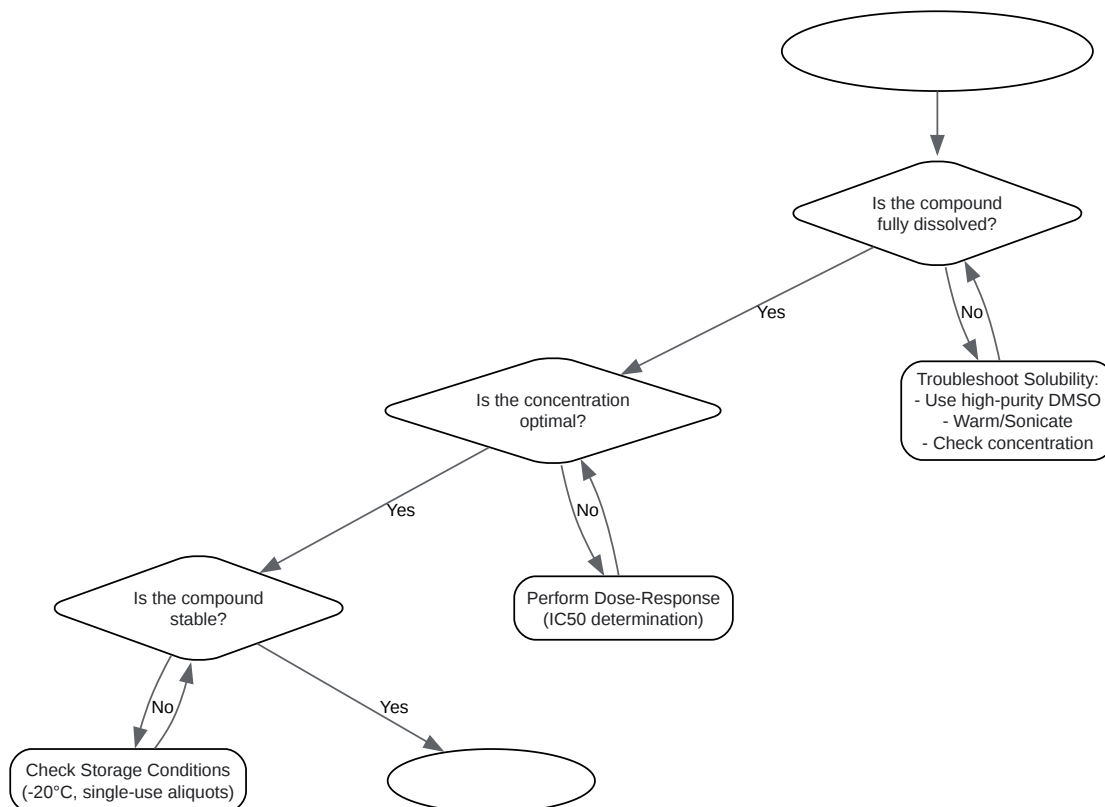 Is the compound
fully dissolved?
Yes
No
Troubleshoot Solubility:
- Use high-purity DMSO
- Warm/Sonicate
- Check concentration
Is the concentration
optimal?
Yes
No
Perform Dose-Response
(IC50 determination)
Is the compound
stable?
No
Yes
Check Storage Conditions
(-20°C, single-use aliquots)